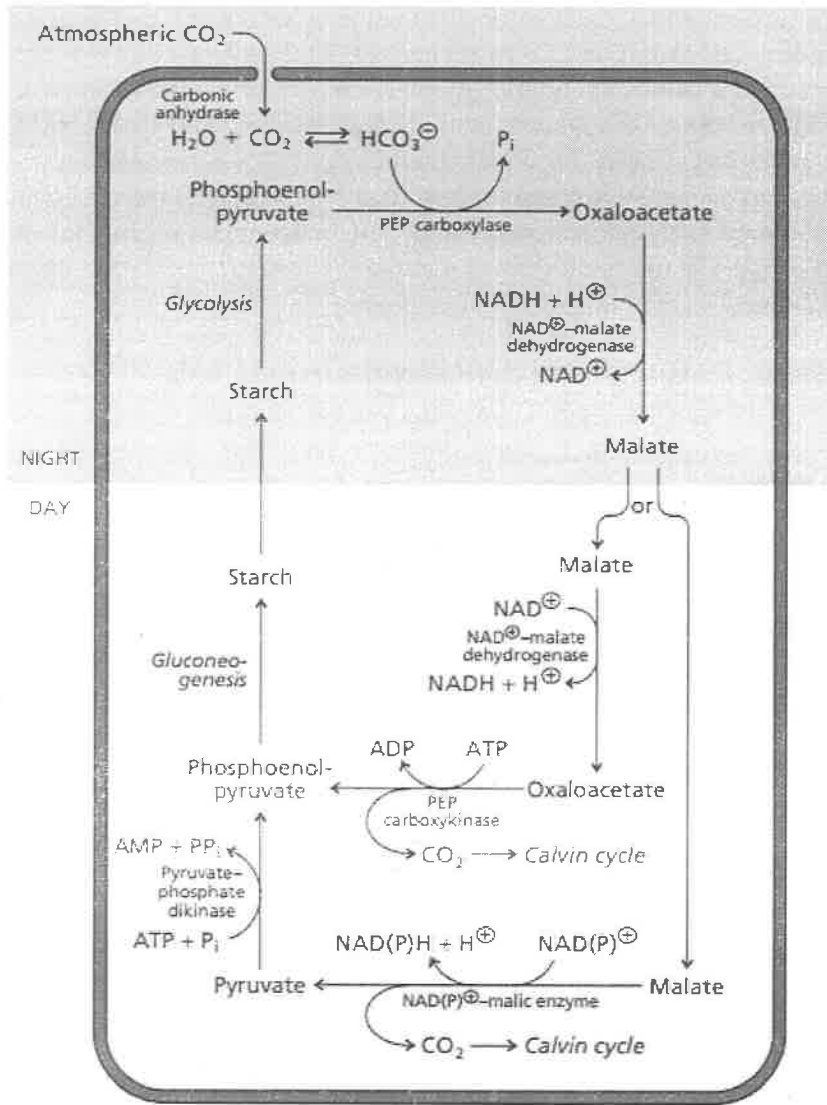 Atmospheric CO₂
Carbonic
anhydrase
H₂O + CO₂ ⇌ HCO₃⊖
Pᵢ
Phosphoenol-
pyruvate
PEP carboxylase
Oxaloacetate
Glycolysis
NADH + H⊕
NAD⊕–malate
dehydrogenase
NAD⊕
Starch
Malate
NIGHT
DAY
or
Malate
Starch
NAD⊕
NAD⊕–malate
dehydrogenase
NADH + H⊕
Gluconeo-
genesis
ADP
ATP
Phosphoenol-
pyruvate
Oxaloacetate
PEP
carboxykinase
CO₂ → Calvin cycle
AMP + PPᵢ
Pyruvate–
phosphate
dikinase
ATP + Pᵢ
NAD(P)H + H⊕
NAD(P)⊕
Pyruvate
Malate
NAD(P)⊕–malic enzyme
CO₂ → Calvin cycle